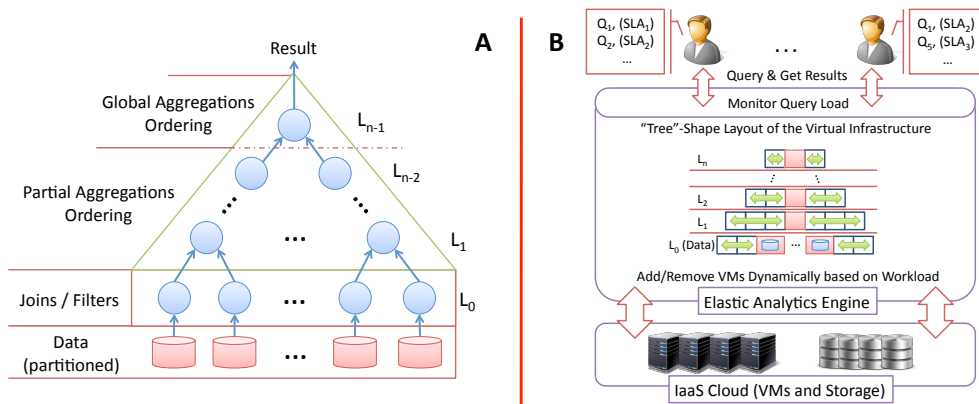 A
Result
Global Aggregations
Ordering
Lₙ₋₁
Lₙ₋₂
Partial Aggregations
Ordering
...
...
...
L₁
Joins / Filters
...
L₀
Data
(partitioned)
...
B
Q₁, (SLA₁)
Q₂, (SLA₂)
...
...
Q₁, (SLA₂)
Q₅, (SLA₃)
...
Query & Get Results
Monitor Query Load
“Tree”-Shape Layout of the Virtual Infrastructure
Lₙ
...
...
L₂
L₁
L₀ (Data)
...
Add/Remove VMs Dynamically based on Workload
Elastic Analytics Engine
IaaS Cloud (VMs and Storage)